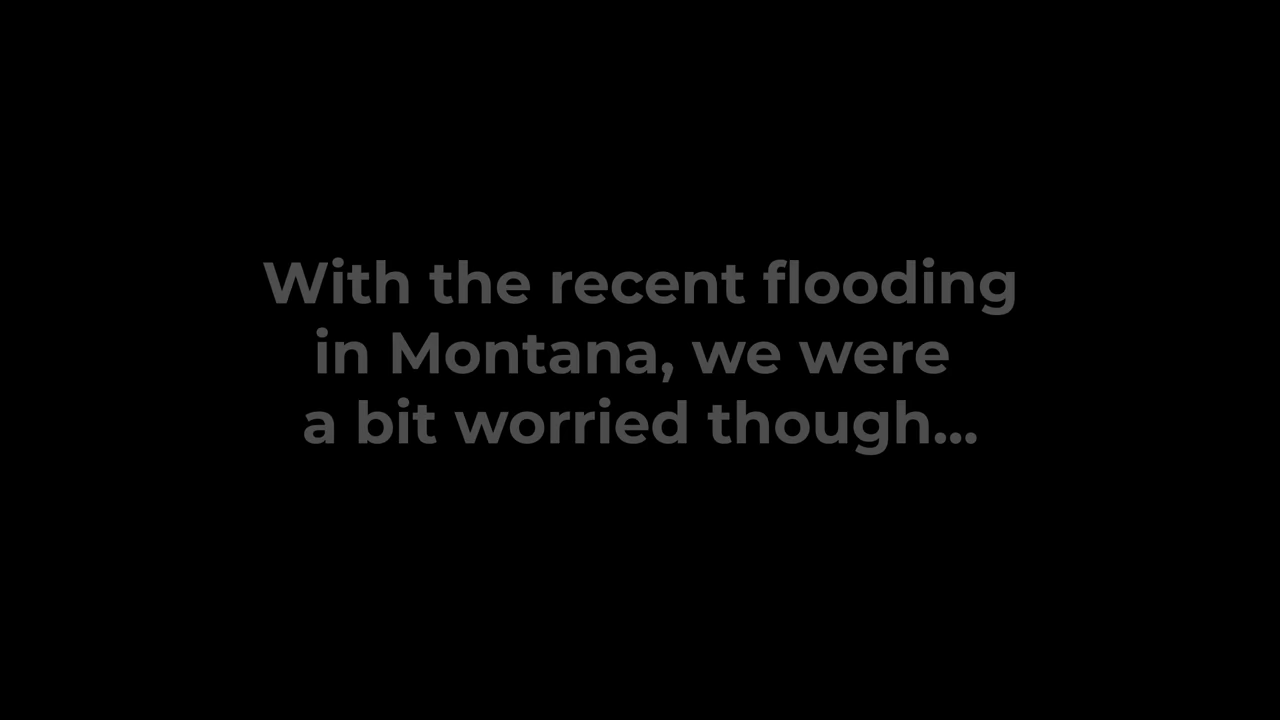 With the recent flooding
in Montana, we were
a bit worried though...